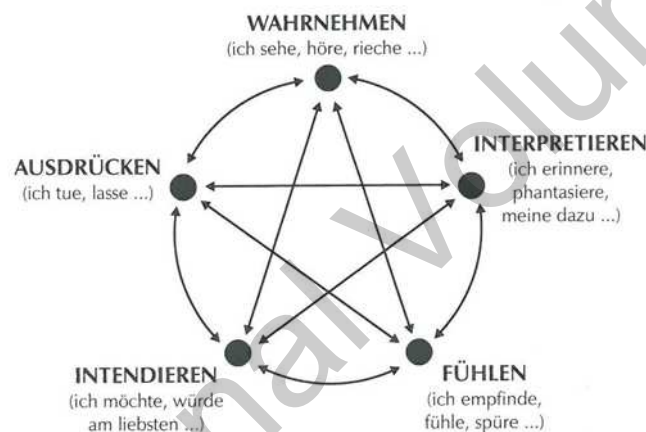 WAHRNEHMEN
(ich sehe, höre, rieche ...)
INTERPRETIEREN
(ich erinnere,
phantasiere,
meine dazu ...)
FÜHLEN
(ich empfinde,
fühle, spüre ...)
INTENDIEREN
(ich möchte, würde
am liebsten ...)
AUSDRÜCKEN
(ich tue, lasse ...)